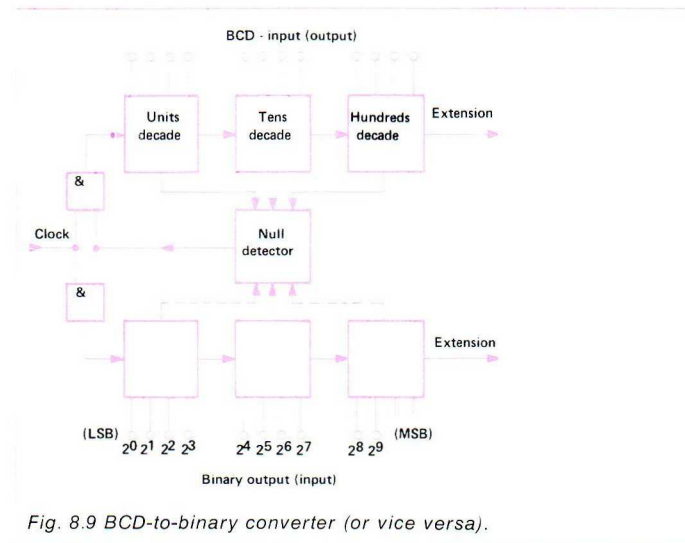 BCD - input (output)
Units decade
Tens decade
Hundreds decade
Extension
&
Clock
Null detector
&
Extension
(LSB)
2⁰ 2¹ 2² 2³
2⁴ 2⁵ 2⁶ 2⁷
2⁸ 2⁹
(MSB)
Binary output (input)
Fig. 8.9 BCD-to-binary converter (or vice versa).